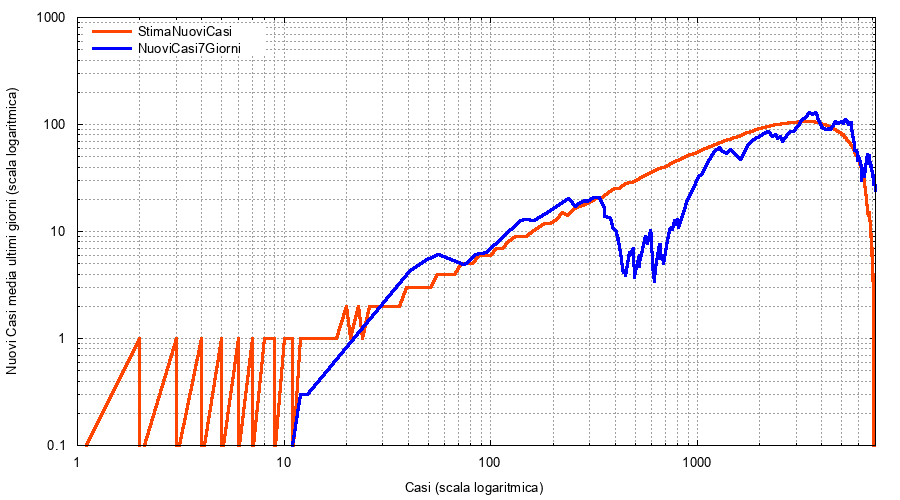 1000
StimaNuoviCasi
NuoviCasi7Giorni
100
10
1
0.1
1
10
100
1000
Nuovi Casi media ultimi giorni (scala logaritmica)
Casi (scala logaritmica)